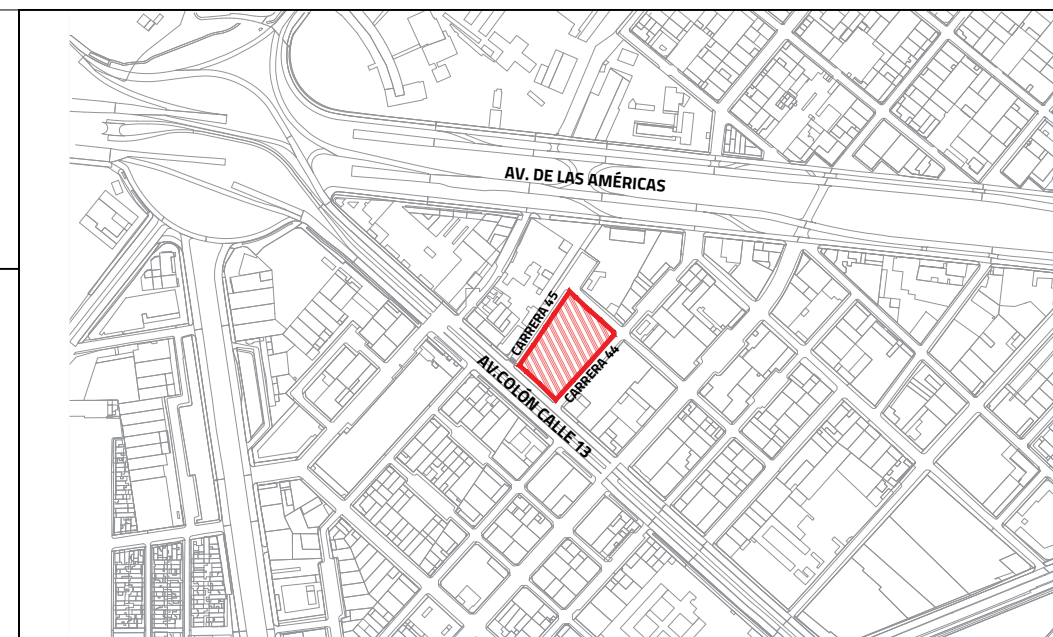 AV. DE LAS AMÉRICAS
CARRERA 45
CARRERA 44
AV.COLÓN CALLE 13